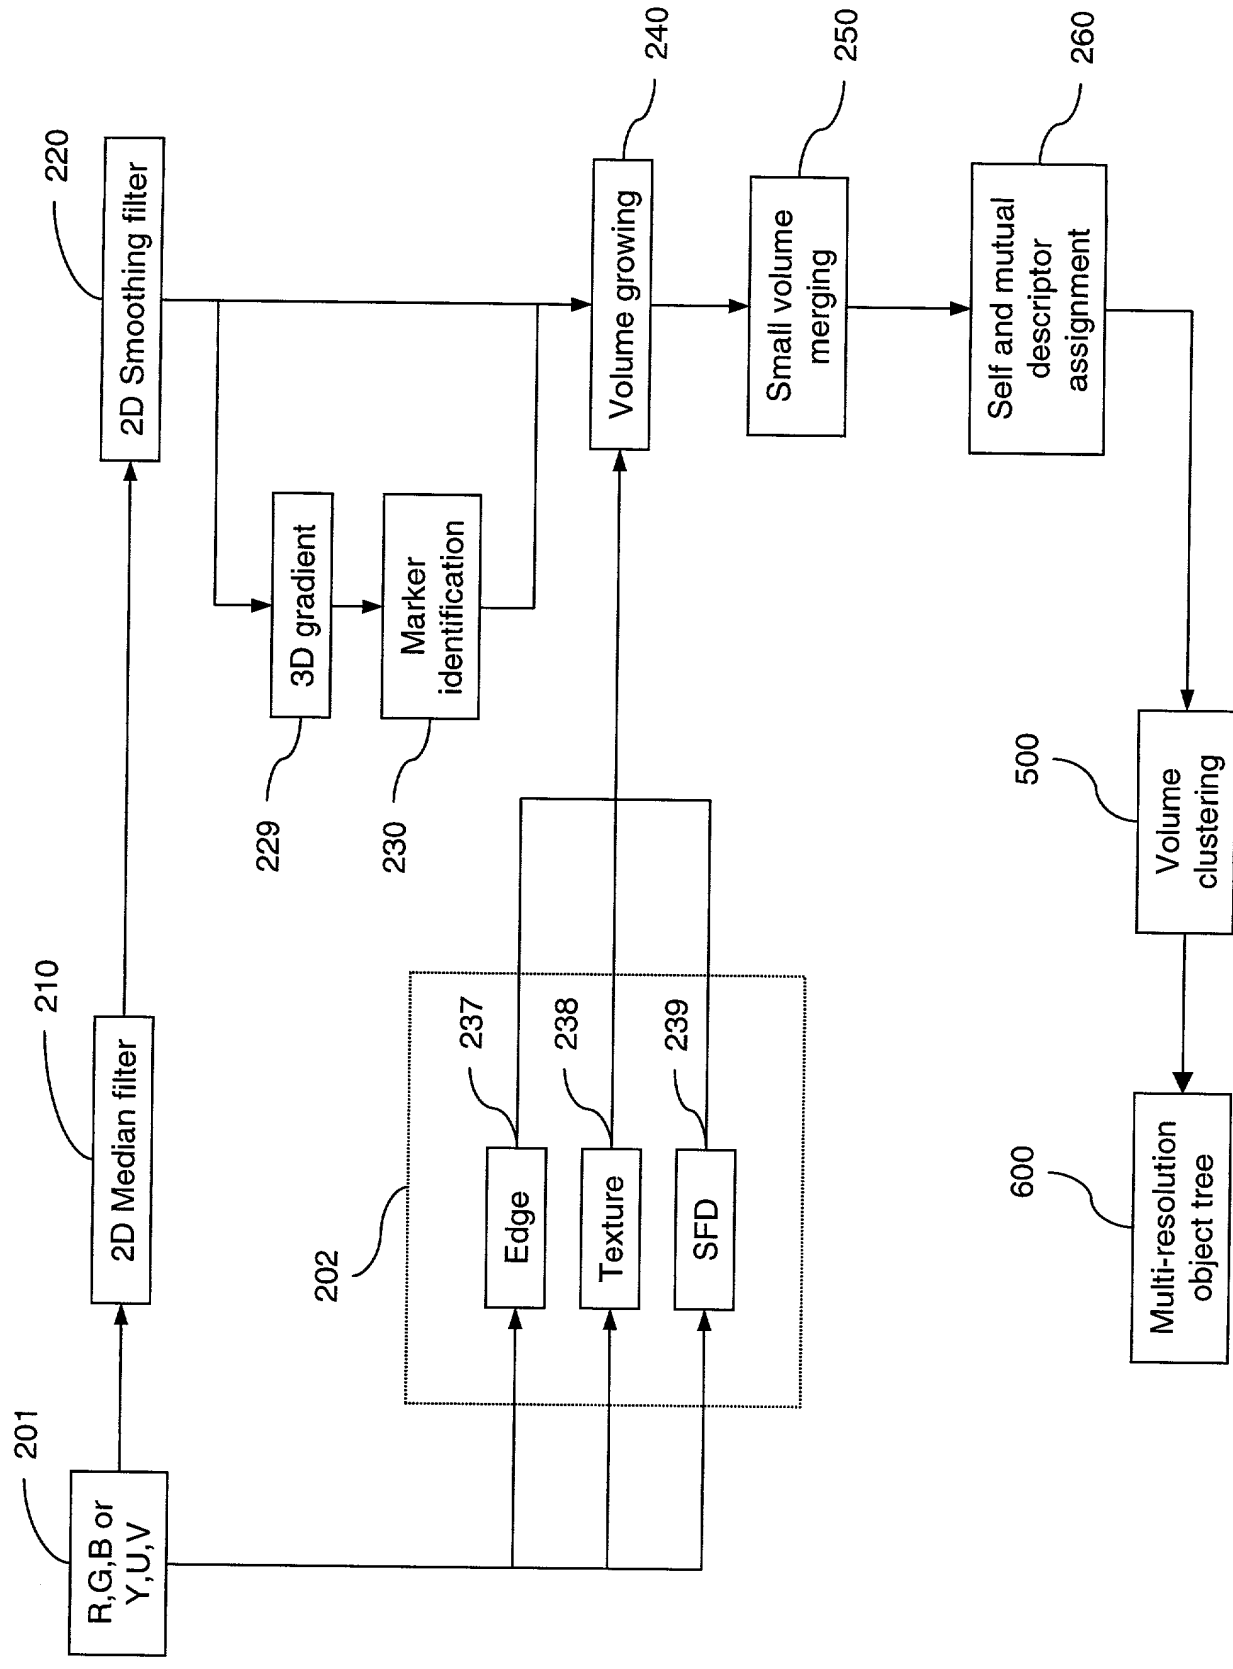 201
R,G,B or
Y,U,V
210
2D Median filter
220
2D Smoothing filter
229
3D gradient
230
Marker
identification
202
237
Edge
238
Texture
239
SFD
240
Volume growing
250
Small volume
merging
260
Self and mutual
descriptor
assignment
500
Volume
clustering
600
Multi-resolution
object tree